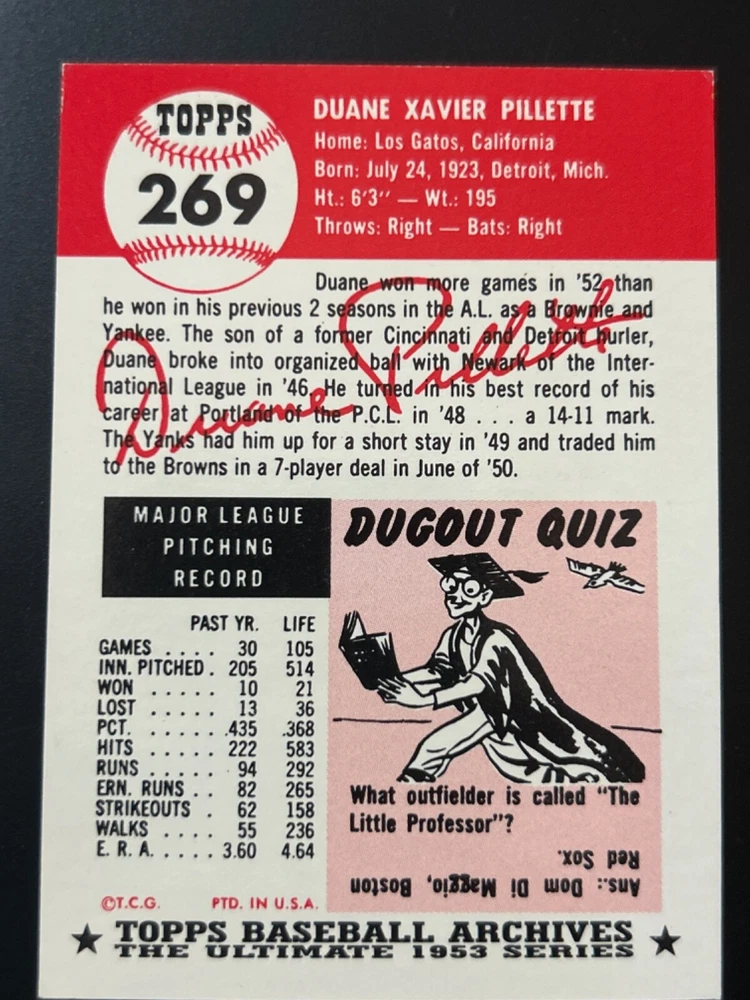 TOPPS
269
DUANE XAVIER PILLETTE
Home: Los Gatos, California
Born: July 24, 1923, Detroit, Mich.
Ht.: 6'3" — Wt.: 195
Throws: Right — Bats: Right
Duane won more games in '52 than
he won in his previous 2 seasons in the A.L. as a Brownie and
Yankee. The son of a former Cincinnati and Detroit hurler,
Duane broke into organized ball with Newark of the Inter-
national League in '46. He turned in his best record of his
career at Portland of the P.C.L. in '48 . . . a 14-11 mark.
The Yanks had him up for a short stay in '49 and traded him
to the Browns in a 7-player deal in June of '50.
Duane Pillette
MAJOR LEAGUE
PITCHING
RECORD
PAST YR. LIFE
GAMES . . . . 30 105
INN. PITCHED . 205 514
WON . . . . . 10 21
LOST . . . . . 13 36
PCT. . . . . . .435 .368
HITS . . . . . 222 583
RUNS . . . . . 94 292
ERN. RUNS . . 82 265
STRIKEOUTS . 62 158
WALKS . . . . 55 236
E. R. A. . . . . 3.60 4.64
DUGOUT QUIZ
What outfielder is called "The
Little Professor"?
Ans.: Dom Di Maggio, Boston
Red Sox.
©T.C.G. PTD. IN U.S.A.
★ TOPPS BASEBALL ARCHIVES ★
THE ULTIMATE 1953 SERIES